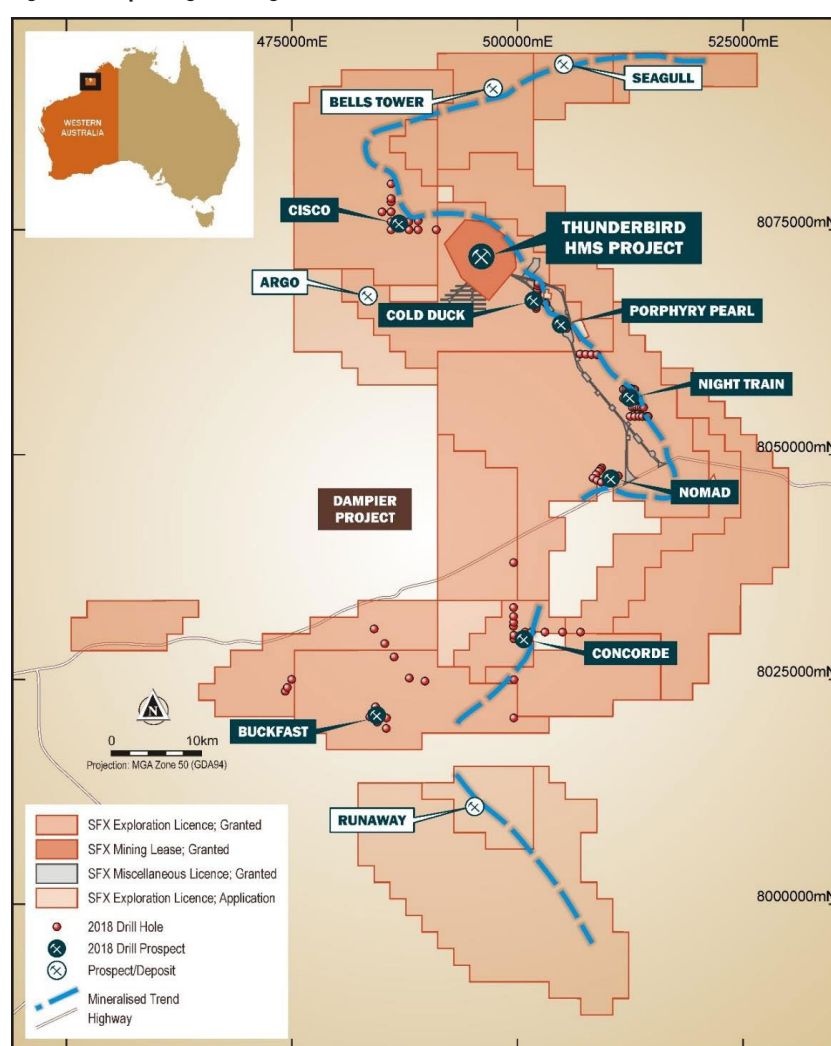 475000mE
500000mE
525000mE
WESTERN
AUSTRALIA
SEAGULL
BELLS TOWER
CISCO
8075000mN
THUNDERBIRD
HMS PROJECT
ARGO
COLD DUCK
PORPHYRY PEARL
NIGHT TRAIN
8050000mN
NOMAD
DAMPIER
PROJECT
CONCORDE
8025000mN
N
BUCKFAST
0 10km
Projection: MGA Zone 50 (GDA94)
RUNAWAY
SFX Exploration Licence; Granted
SFX Mining Lease; Granted
SFX Miscellaneous Licence; Granted
SFX Exploration Licence; Application
8000000mN
2018 Drill Hole
2018 Drill Prospect
Prospect/Deposit
Mineralised Trend
Highway